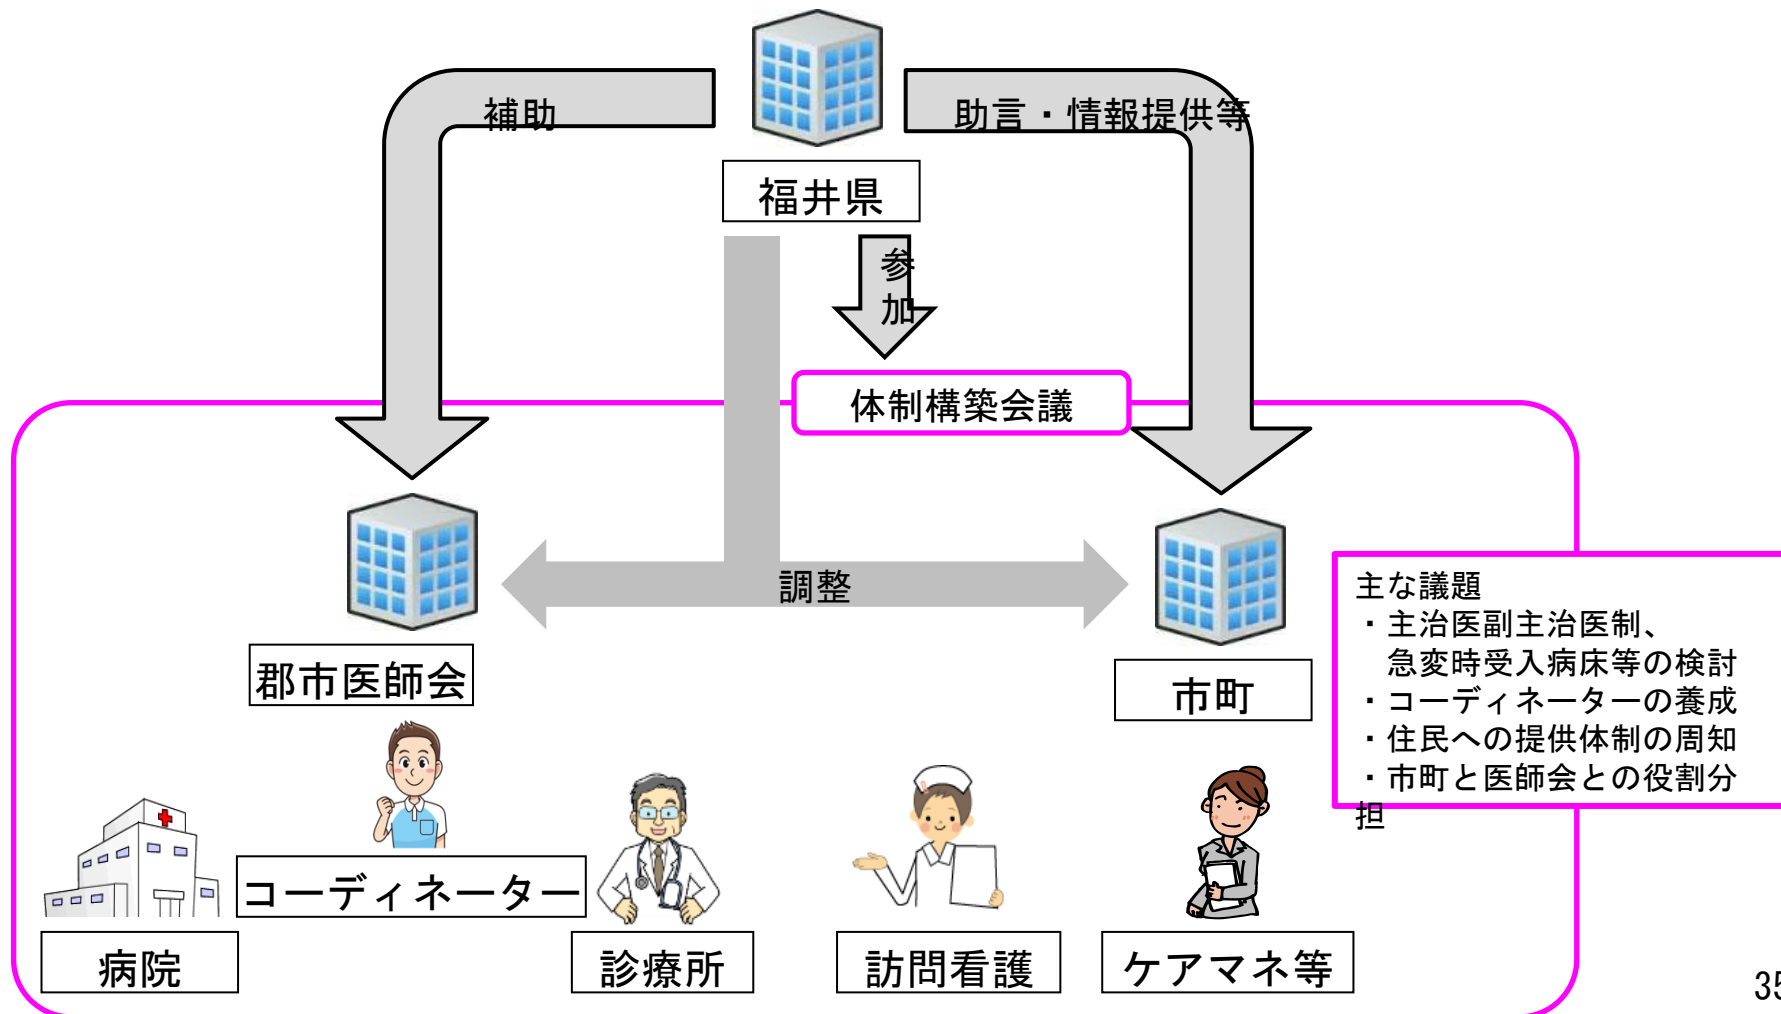 補助
助言・情報提供等
福井県
参
加
体制構築会議
調整
郡市医師会
市町
主な議題
・主治医副主治医制、
急変時受入病床等の検討
・コーディネーターの養成
・住民への提供体制の周知
・市町と医師会との役割分
担
コーディネーター
病院
診療所
訪問看護
ケアマネ等
35